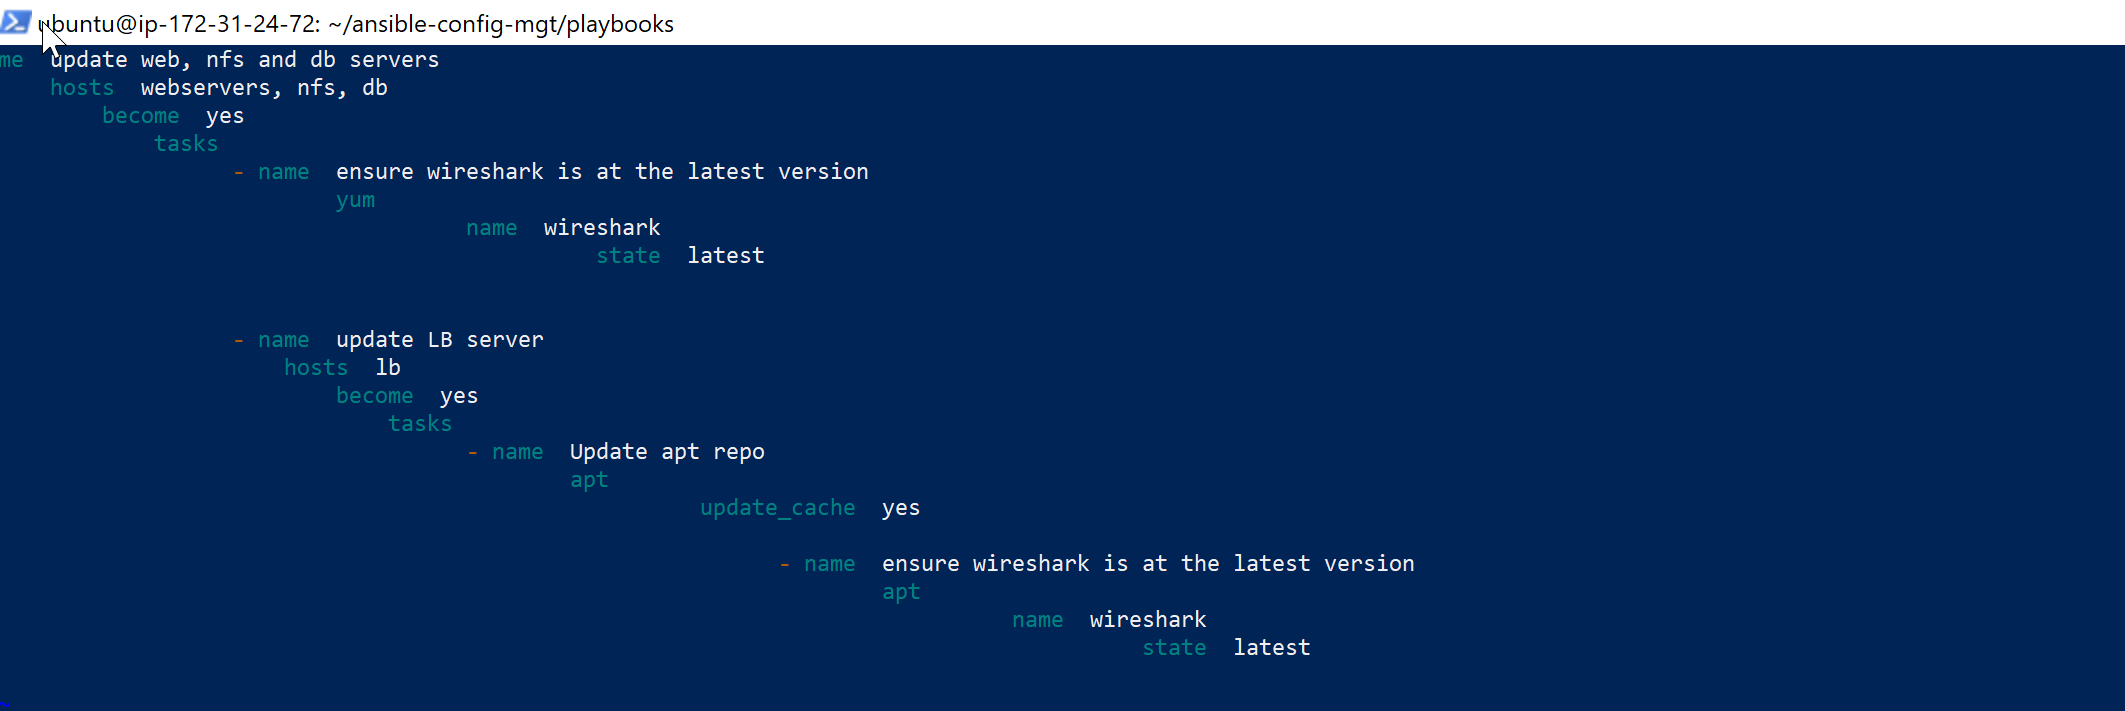 ubuntu@ip-172-31-24-72: ~/ansible-config-mgt/playbooks
me  update web, nfs and db servers
hosts  webservers, nfs, db
become  yes
tasks
- name  ensure wireshark is at the latest version
yum
name  wireshark
state  latest
- name  update LB server
hosts  lb
become  yes
tasks
- name  Update apt repo
apt
update_cache  yes
- name  ensure wireshark is at the latest version
apt
name  wireshark
state  latest